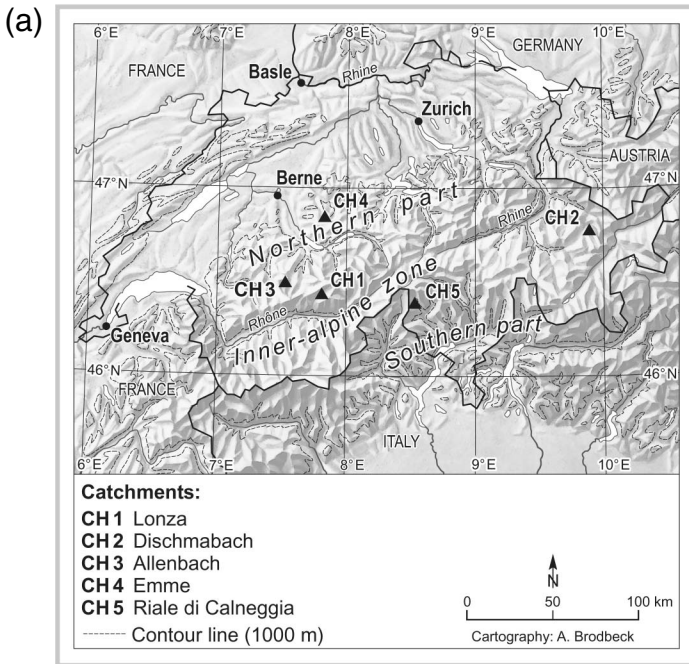 (a)
6°E 7°E 8°E 9°E 10°E
GERMANY
FRANCE
Basle
Rhine
Zurich
AUSTRIA
47°N 47°N
Berne
CH4
Northern part
Rhine
CH2
CH3
CH1
Inner-alpine zone
CH5
Rhône
Southern part
Geneva
46°N 46°N
FRANCE
ITALY
6°E 7°E 8°E 9°E 10°E
Catchments:
CH1 Lonza
CH2 Dischmabach
CH3 Allenbach
CH4 Emme
CH5 Riale di Calneggia
Contour line (1000 m)
N
0 50 100 km
Cartography: A. Brodbeck